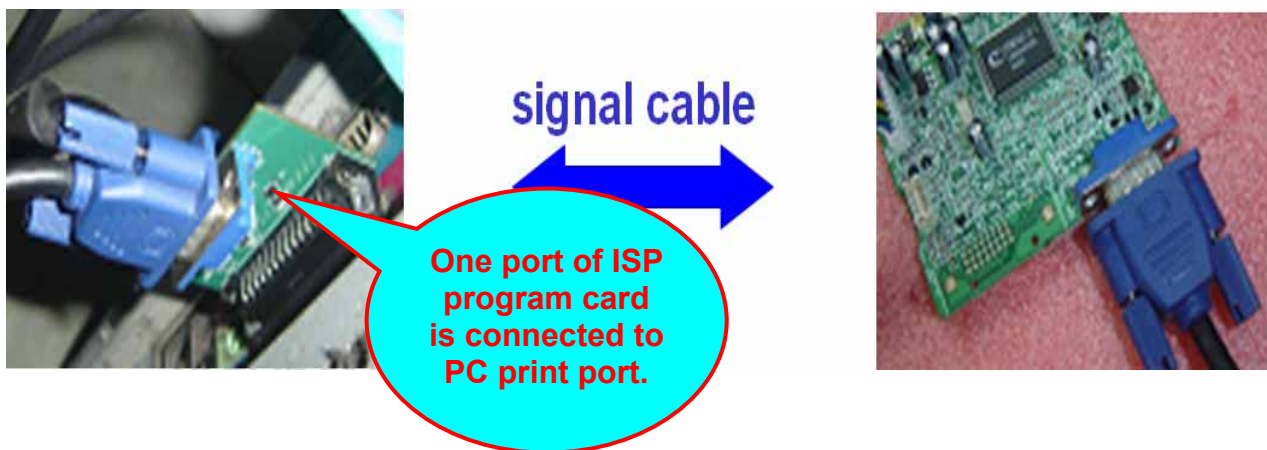 signal cable
One port of ISP
program card
is connected to
PC print port.